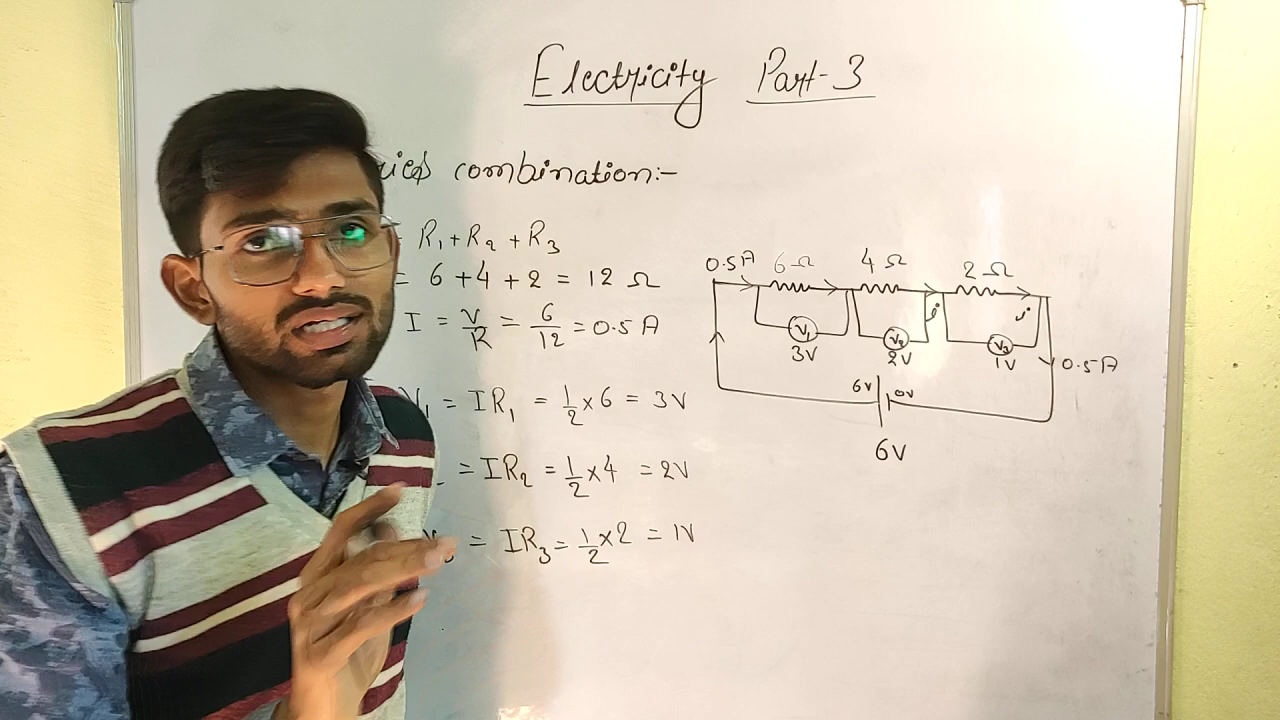 Electricity Part-3
combination:-
R₁ + R₂ + R₃
= 6 + 4 + 2 = 12 Ω
I = V/R = 6/12 = 0.5 A
V₁ = IR₁ = 1/2 × 6 = 3V
= IR₂ = 1/2 × 4 = 2V
= IR₃ = 1/2 × 2 = 1V
0.5A 6Ω 4Ω 2Ω
V₁ V₂ V₃
3V 2V 1V
0.5A
6V 0V
6V